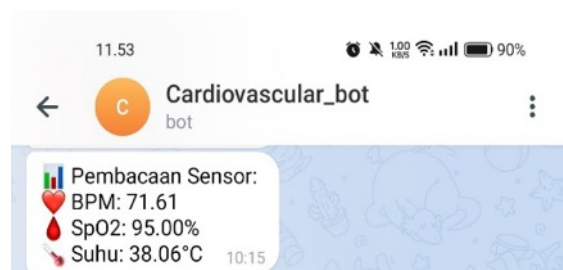 11.53
1.00 KB/S 90%
C
Cardiovascular_bot
bot
Pembacaan Sensor:
BPM: 71.61
SpO2: 95.00%
Suhu: 38.06°C 10:15